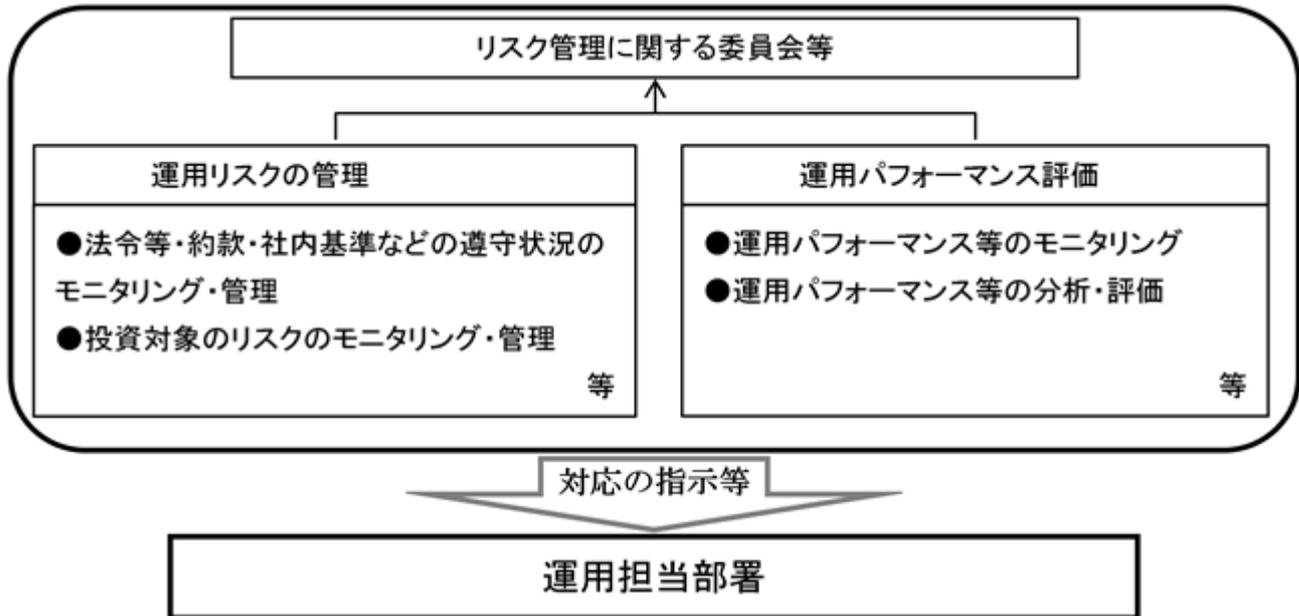 リスク管理に関する委員会等
運用リスクの管理
●法令等・約款・社内基準などの遵守状況の
モニタリング・管理
●投資対象のリスクのモニタリング・管理
等
運用パフォーマンス評価
●運用パフォーマンス等のモニタリング
●運用パフォーマンス等の分析・評価
等
対応の指示等
運用担当部署